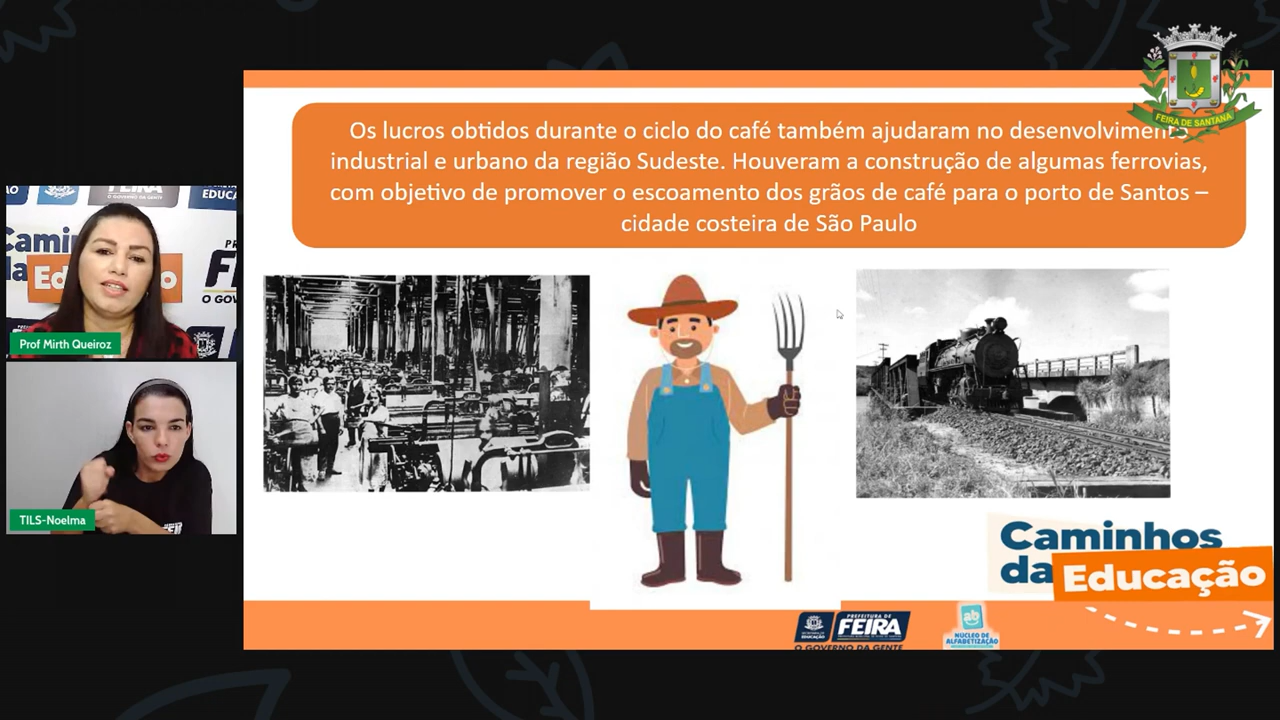 FEIRA DE SANTANA
Os lucros obtidos durante o ciclo do café também ajudaram no desenvolvimento
industrial e urbano da região Sudeste. Houveram a construção de algumas ferrovias,
com objetivo de promover o escoamento dos grãos de café para o porto de Santos –
cidade costeira de São Paulo
Prof Mirth Queiroz
TILS-Noelma
Caminhos
da Educação
PREFEITURA DE
FEIRA
O GOVERNO DA GENTE
ab
NÚCLEO DE
ALFABETIZAÇÃO